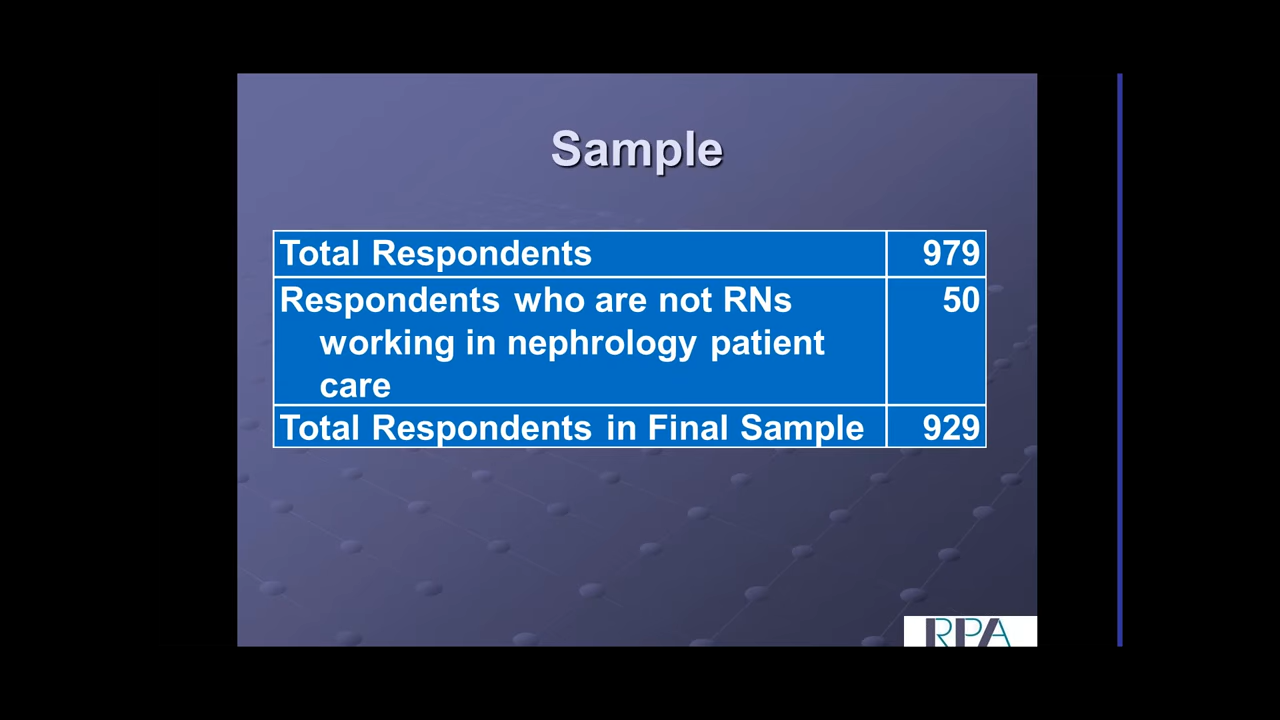 Sample
Total Respondents 979
Respondents who are not RNs 50
working in nephrology patient
care
Total Respondents in Final Sample 929
RPA